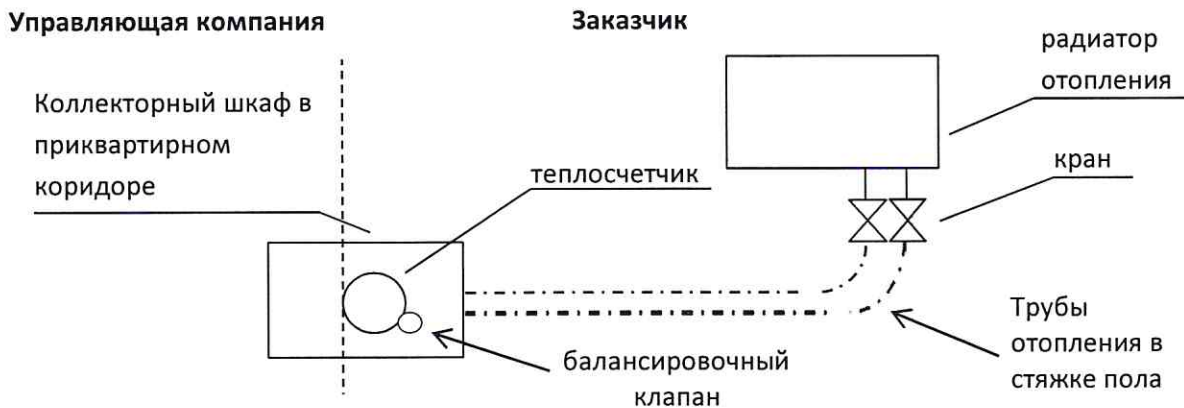 Управляющая компания
Заказчик
радиатор
отопления
Коллекторный шкаф в
приквартирном
коридоре
теплосчетчик
кран
балансировочный
клапан
Трубы
отопления в
стяжке пола